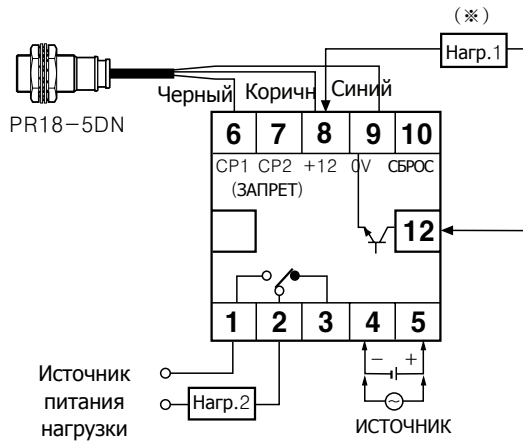 (※)
Нагр.1
Черный Коричн Синий
PR18-5DN
6 7 8 9 10
CP1 CP2 +12 0V СБРОС
(ЗАПРЕТ)
12
1 2 3 4 5
− +
Источник
питания
нагрузки
Нагр.2
источник